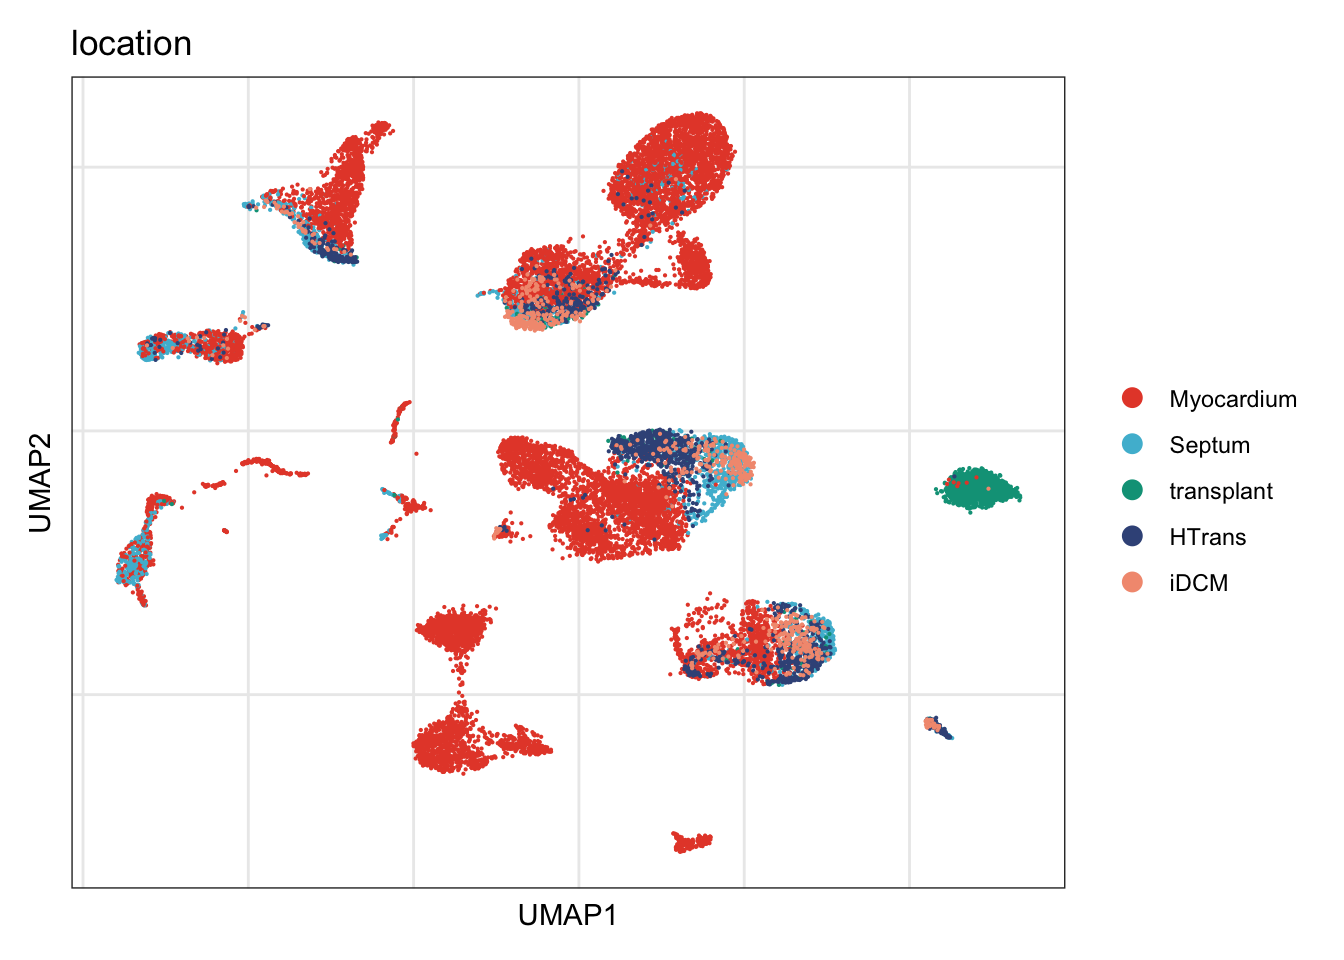 location
UMAP2
UMAP1
Myocardium
Septum
transplant
HTrans
iDCM